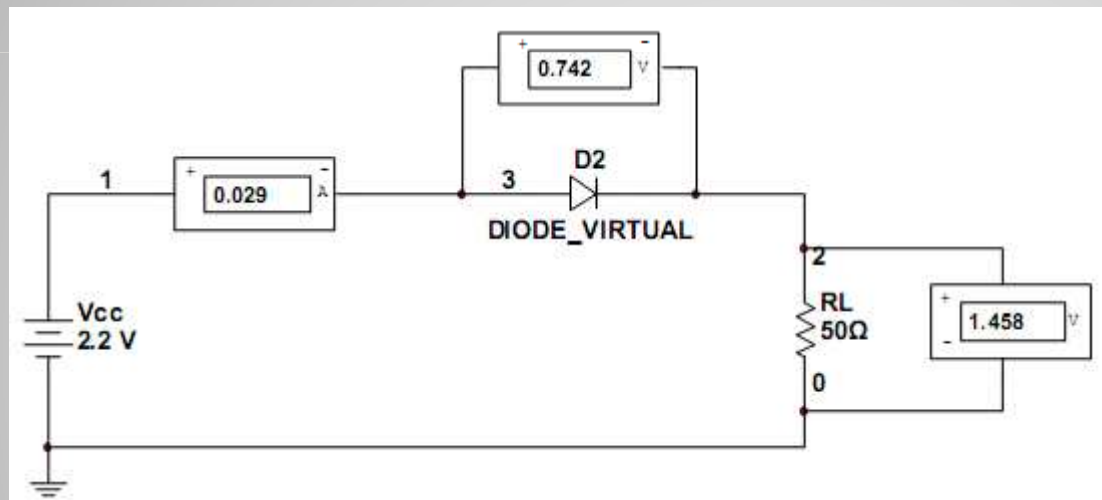 + 0.742 - V
D2
1
+ 0.029 - A
3
DIODE_VIRTUAL
2
Vcc
2.2 V
RL
50Ω
+ 1.458 - V
0